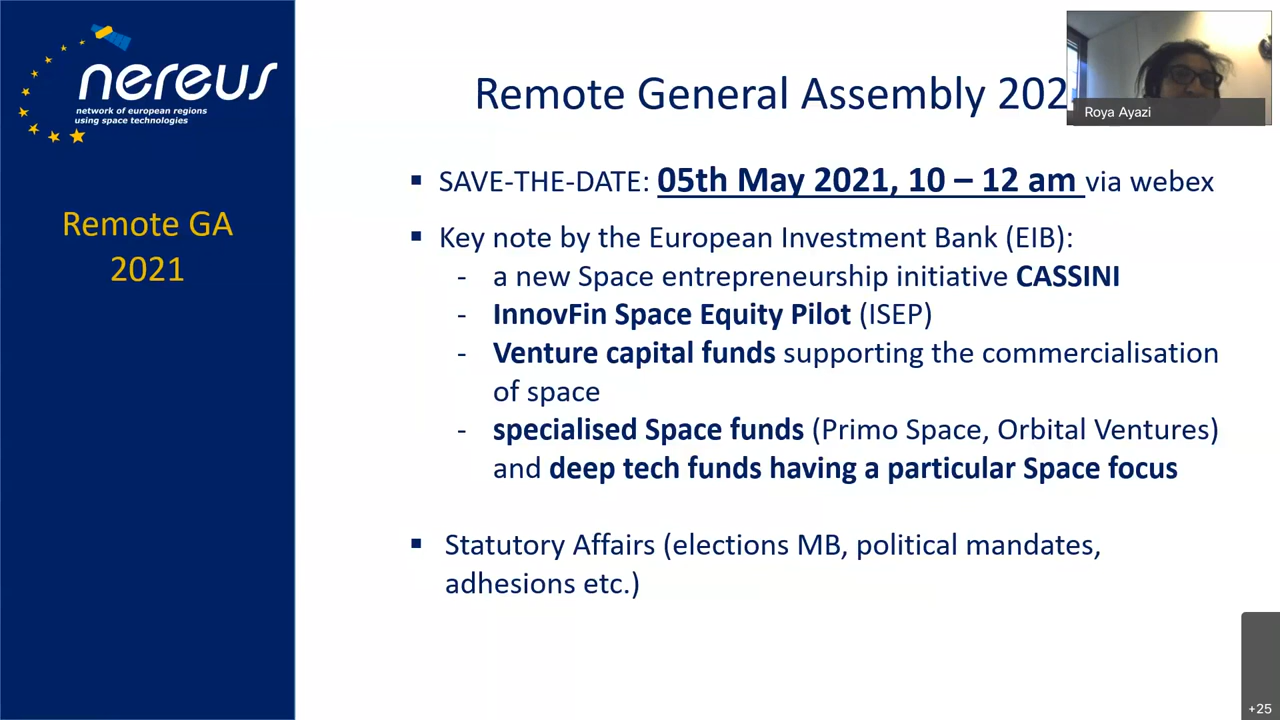 nereus
network of european regions
using space technologies
Remote GA
2021
Remote General Assembly 202
Roya Ayazi
▪ SAVE-THE-DATE: 05th May 2021, 10 – 12 am via webex
▪ Key note by the European Investment Bank (EIB):
- a new Space entrepreneurship initiative CASSINI
- InnovFin Space Equity Pilot (ISEP)
- Venture capital funds supporting the commercialisation
of space
- specialised Space funds (Primo Space, Orbital Ventures)
and deep tech funds having a particular Space focus
▪ Statutory Affairs (elections MB, political mandates,
adhesions etc.)
+25